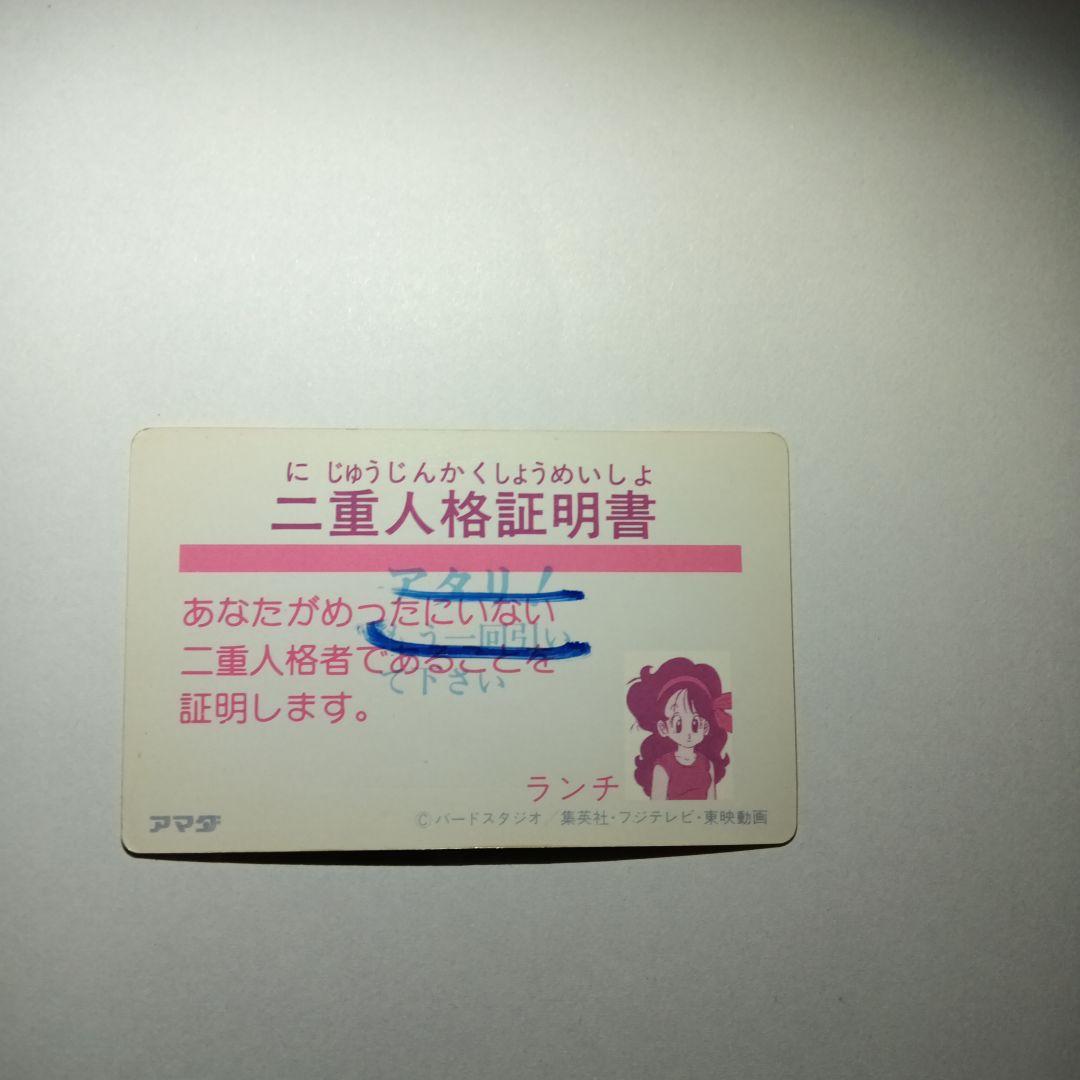 に じゅうじんかくしょうめいしょ
二重人格証明書
アタリ!
あなたがめったにいない
もう一回引い
二重人格者であることを
て下さい
証明します。
ランチ
アマダ
©バードスタジオ/集英社・フジテレビ・東映動画